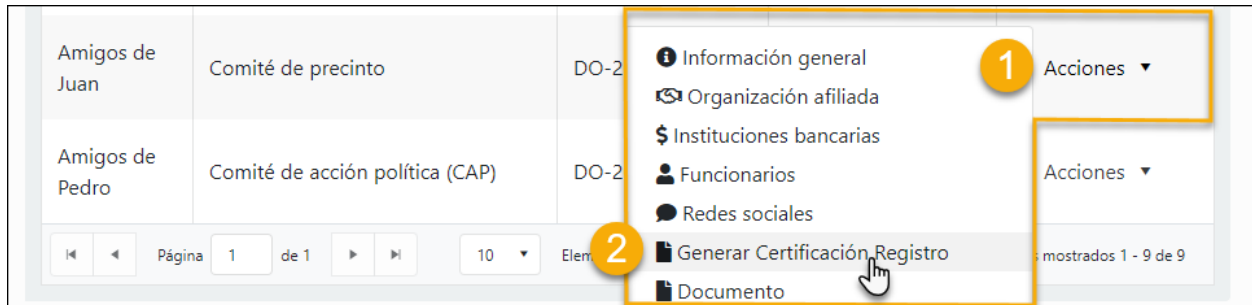 Amigos de
Juan
Comité de precinto
DO-2
Información general
1
Acciones
Organización afiliada
$ Instituciones bancarias
Amigos de
Pedro
Comité de acción política (CAP)
DO-2
Funcionarios
Acciones
Redes sociales
Página 1 de 1
10
Elem
2
Generar Certificación Registro
mostrados 1 - 9 de 9
Documento